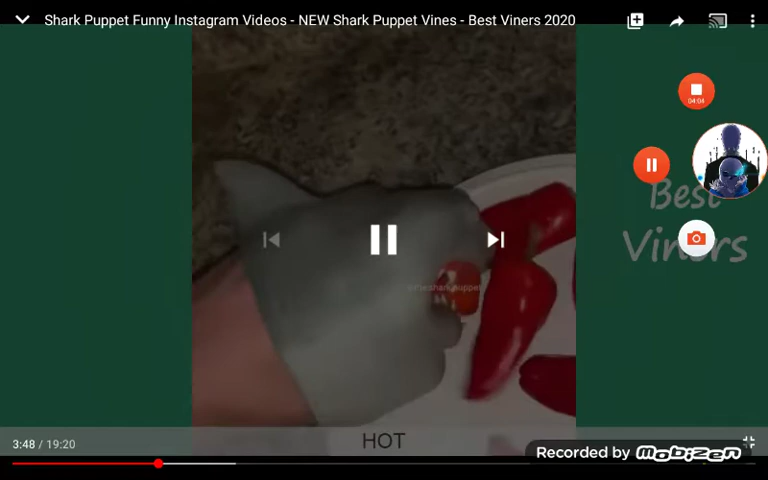 Shark Puppet Funny Instagram Videos - NEW Shark Puppet Vines - Best Viners 2020
04:04
Best
Viners
3:48 / 19:20
HOT
Recorded by Mobizen